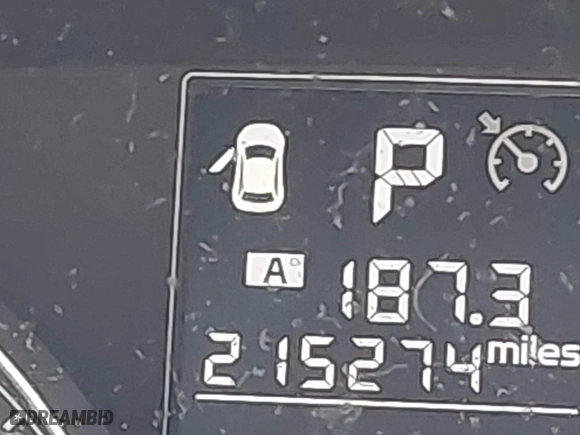 P
A 187.3
215274 miles
DREAMBID